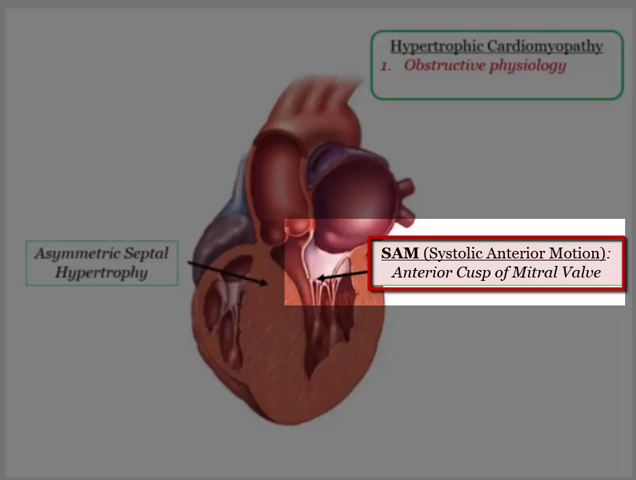 Hypertrophic Cardiomyopathy
1. Obstructive physiology
Asymmetric Septal
Hypertrophy
SAM (Systolic Anterior Motion):
Anterior Cusp of Mitral Valve